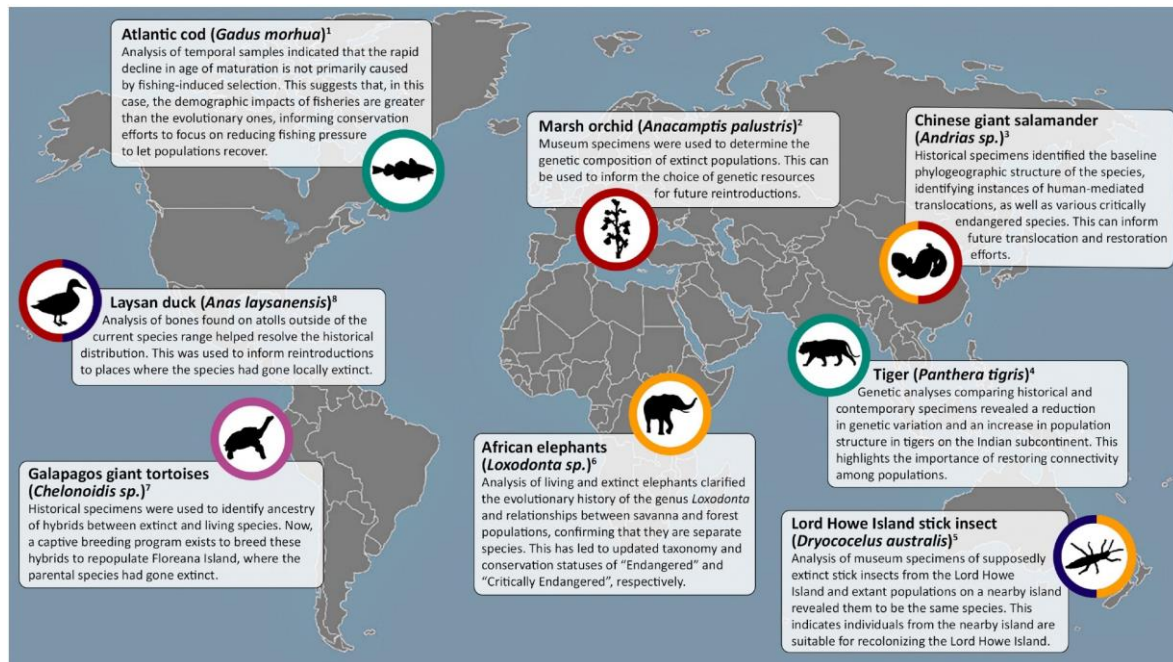 Atlantic cod (Gadus morhua)¹
Analysis of temporal samples indicated that the rapid
decline in age of maturation is not primarily caused
by fishing-induced selection. This suggests that, in this
case, the demographic impacts of fisheries are greater
than the evolutionary ones, informing conservation
efforts to focus on reducing fishing pressure
to let populations recover.
Marsh orchid (Anacamptis palustris)²
Museum specimens were used to determine the
genetic composition of extinct populations. This can
be used to inform the choice of genetic resources
for future reintroductions.
Chinese giant salamander
(Andrias sp.)³
Historical specimens identified the baseline
phylogeographic structure of the species,
identifying instances of human-mediated
translocations, as well as various critically
endangered species. This can inform
future translocation and restoration
efforts.
Laysan duck (Anas laysanensis)⁸
Analysis of bones found on atolls outside of the
current species range helped resolve the historical
distribution. This was used to inform reintroductions
to places where the species had gone locally extinct.
Tiger (Panthera tigris)⁴
Genetic analyses comparing historical and
contemporary specimens revealed a reduction
in genetic variation and an increase in population
structure in tigers on the Indian subcontinent. This
highlights the importance of restoring connectivity
among populations.
Galapagos giant tortoises
(Chelonoidis sp.)⁷
Historical specimens were used to identify ancestry
of hybrids between extinct and living species. Now,
a captive breeding program exists to breed these
hybrids to repopulate Floreana Island, where the
parental species had gone extinct.
African elephants
(Loxodonta sp.)⁶
Analysis of living and extinct elephants clarified
the evolutionary history of the genus Loxodonta
and relationships between savanna and forest
populations, confirming that they are separate
species. This has led to updated taxonomy and
conservation statuses of “Endangered” and
“Critically Endangered”, respectively.
Lord Howe Island stick insect
(Dryococelus australis)⁵
Analysis of museum specimens of supposedly
extinct stick insects from the Lord Howe
Island and extant populations on a nearby island
revealed them to be the same species. This
indicates individuals from the nearby island are
suitable for recolonizing the Lord Howe Island.